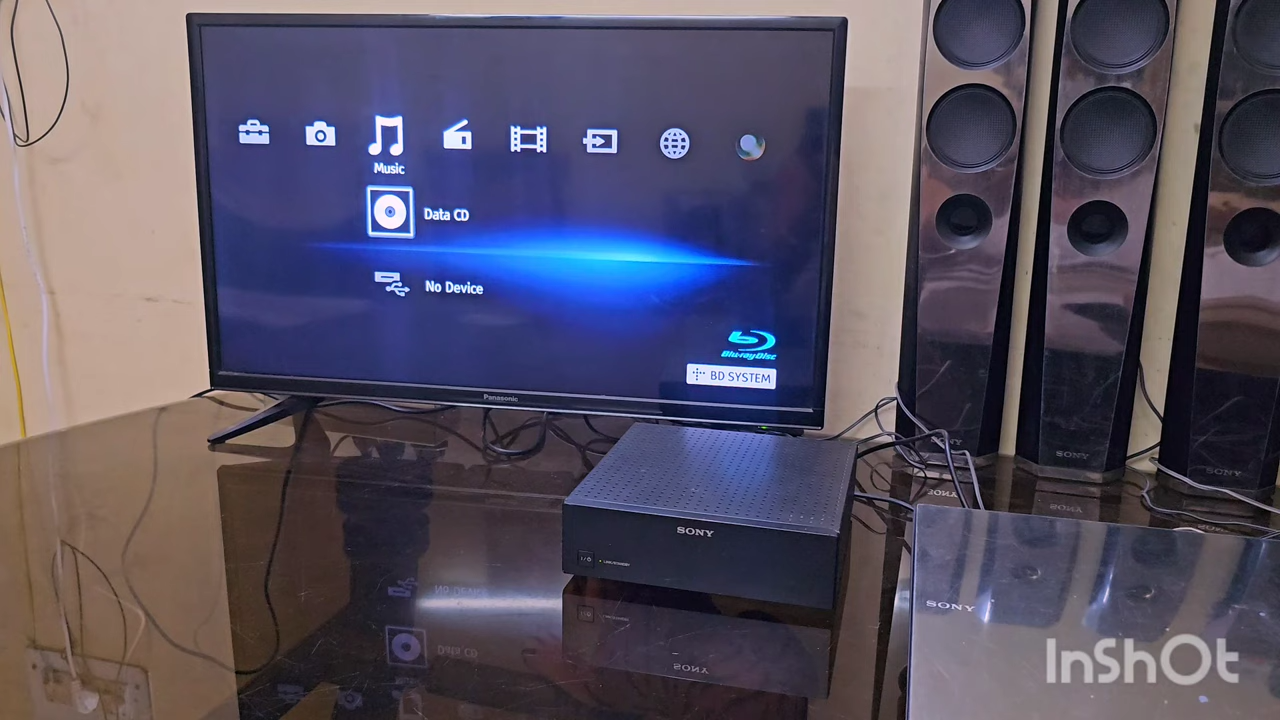 Music
Data CD
No Device
Blu-ray Disc
BD SYSTEM
Panasonic
SONY
I/⏻
SONY
SONY
SONY
SONY
InShOt